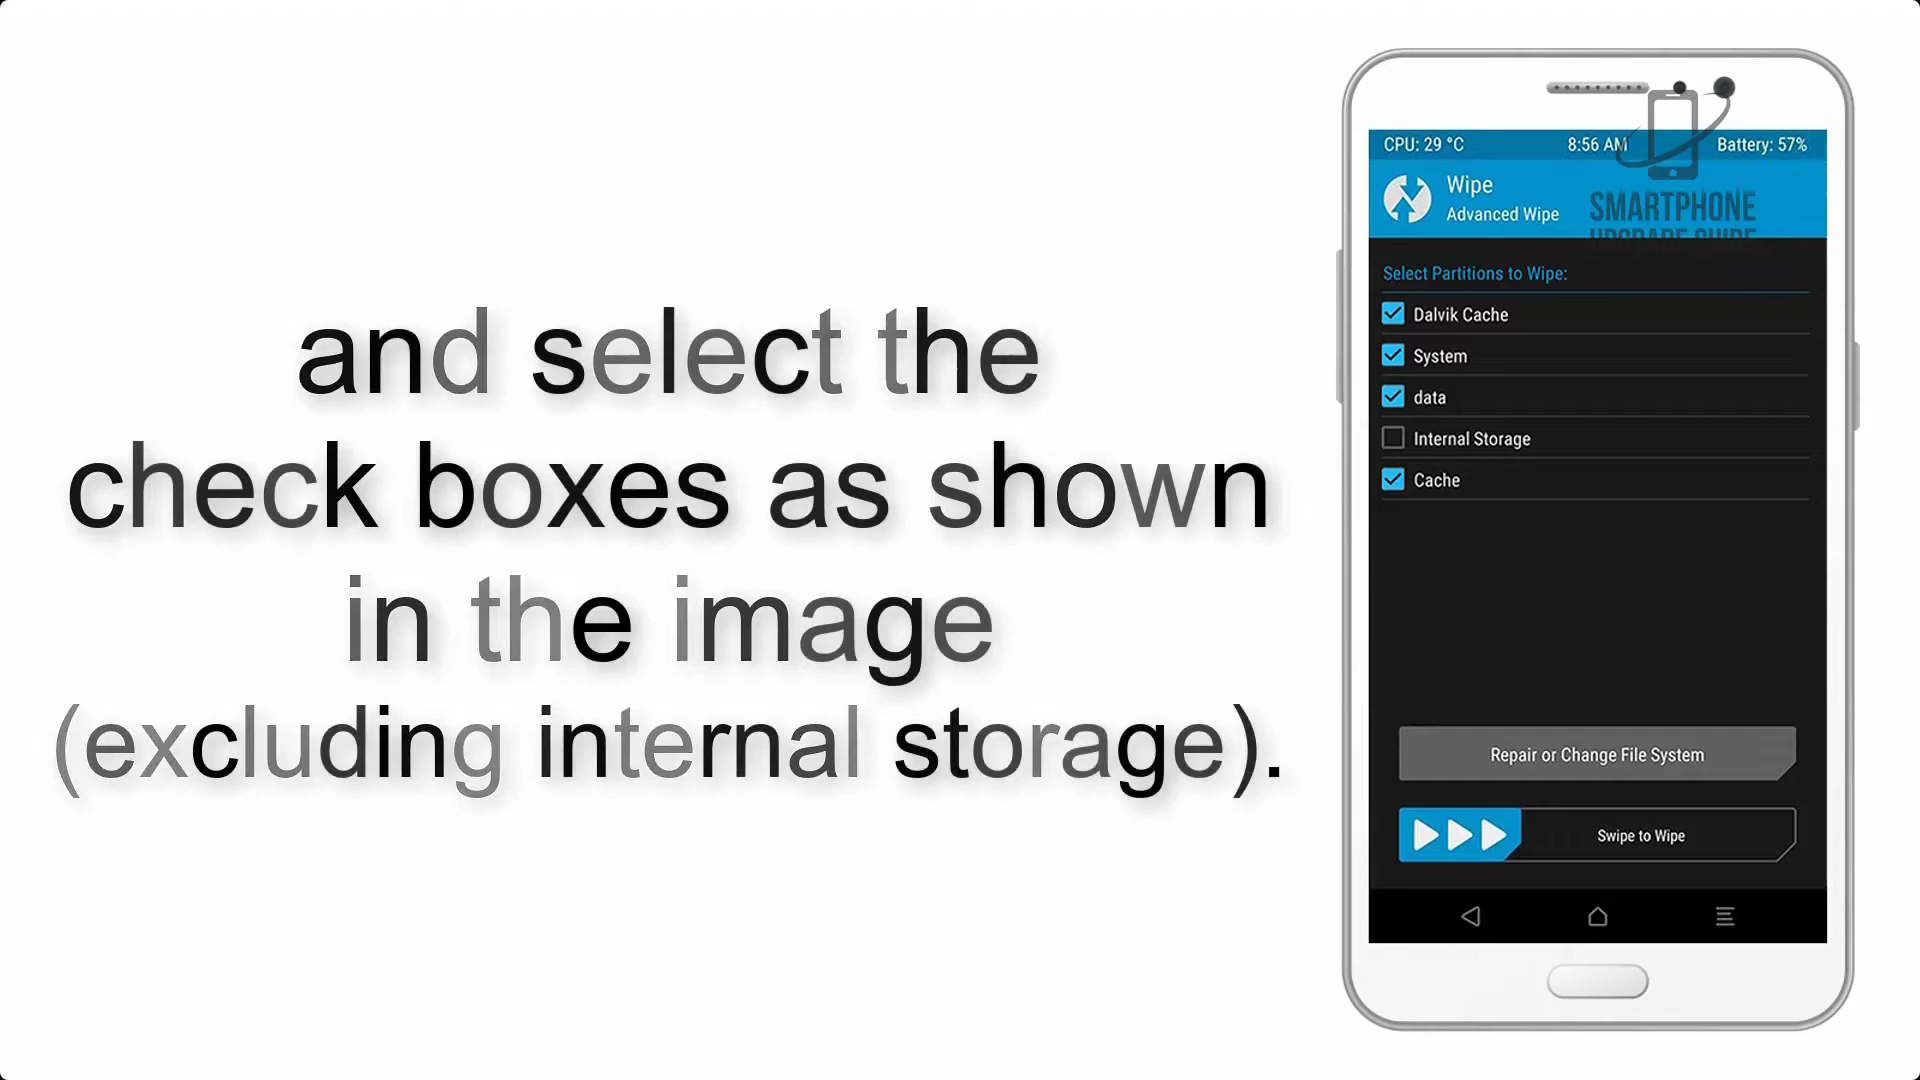 and select the
check boxes as shown
in the image
(excluding internal storage).
CPU: 29 °C 8:56 AM Battery: 57%
Wipe
Advanced Wipe
SMARTPHONE
UPGRADE GUIDE
Select Partitions to Wipe:
Dalvik Cache
System
data
Internal Storage
Cache
Repair or Change File System
Swipe to Wipe